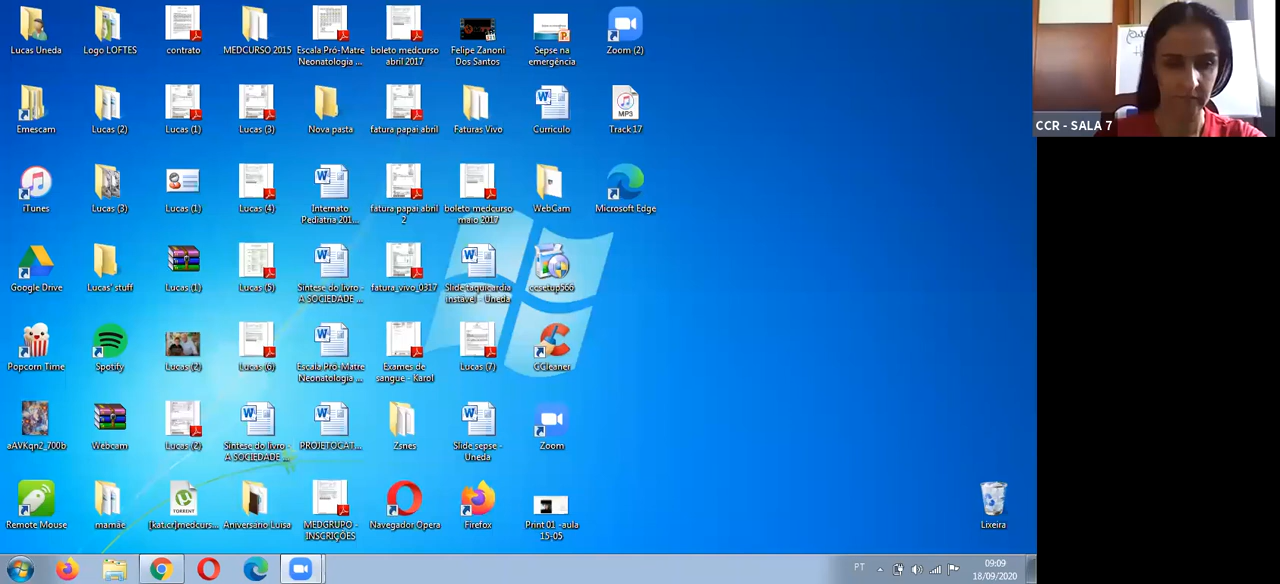 Lucas Uneda
Logo LOFTES
contrato
MEDCURSO 2015
Escala Pró-Matre
Neonatologia ...
boleto medcurso
abril 2017
Felipe Zanoni
Dos Santos
Sepse na
emergência
Zoom (2)
Emescam
Lucas (2)
Lucas (1)
Lucas (3)
Nova pasta
fatura papai abril
Faturas Vivo
Curriculo
MP3
Track 17
iTunes
Lucas (3)
Lucas (1)
Lucas (4)
Internato
Pediatria 201...
fatura papai abril
2
boleto medcurso
maio 2017
WebCam
Microsoft Edge
Google Drive
Lucas' stuff
Lucas (1)
Lucas (5)
Síntese do livro -
A SOCIEDADE ...
fatura_vivo_0317
Slide taquicardia
instável - Uneda
ccsetup566
Popcorn Time
Spotify
Lucas (2)
Lucas (6)
Escala Pró-Matre
Neonatologia ...
Exames de
sangue - Karol
Lucas (7)
CCleaner
aAVKqn2_700b
Webcam
Lucas (2)
Síntese do livro -
A SOCIEDADE ...
PROJETOCAT...
Zsnes
Slide sepse -
Uneda
Zoom
Remote Mouse
mamãe
TORRENT
[kat.cr]medcurs...
Aniversario Luisa
MEDGRUPO -
INSCRIÇÕES
Navegador Opera
Firefox
Print 01 -aula
15-05
Lixeira
PT
09:09
18/09/2020
CCR - SALA 7